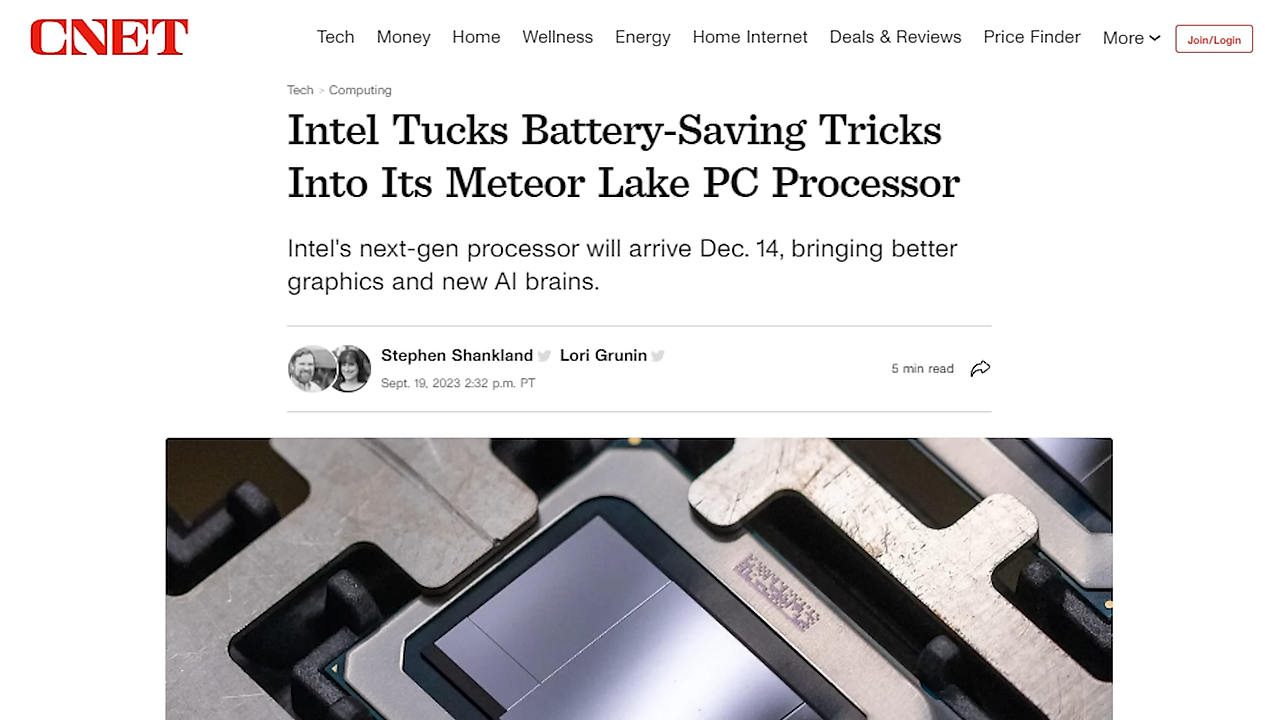 CNET
Tech Money Home Wellness Energy Home Internet Deals & Reviews Price Finder More Join/Login
Tech > Computing
Intel Tucks Battery-Saving Tricks
Into Its Meteor Lake PC Processor
Intel's next-gen processor will arrive Dec. 14, bringing better
graphics and new AI brains.
Stephen Shankland Lori Grunin
Sept. 19, 2023 2:32 p.m. PT
5 min read